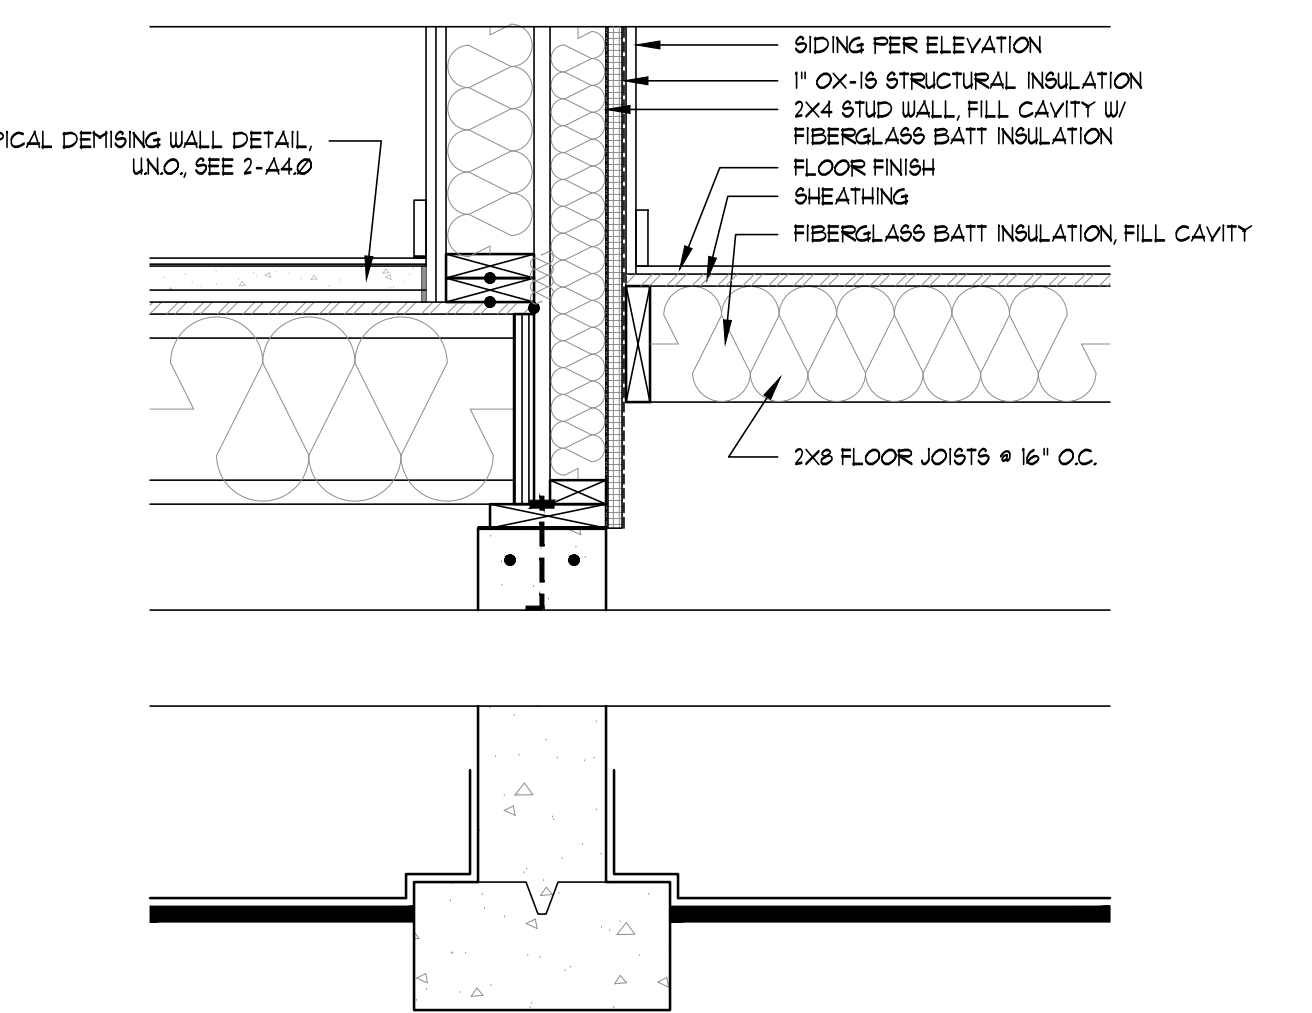 SIDING PER ELEVATION
1" OX-IS STRUCTURAL INSULATION
2X4 STUD WALL, FILL CAVITY W/
FIBERGLASS BATT INSULATION
PICAL DEMISING WALL DETAIL,
U.N.O., SEE 2-A4.0
FLOOR FINISH
SHEATHING
FIBERGLASS BATT INSULATION, FILL CAVITY
2X8 FLOOR JOISTS @ 16" O.C.